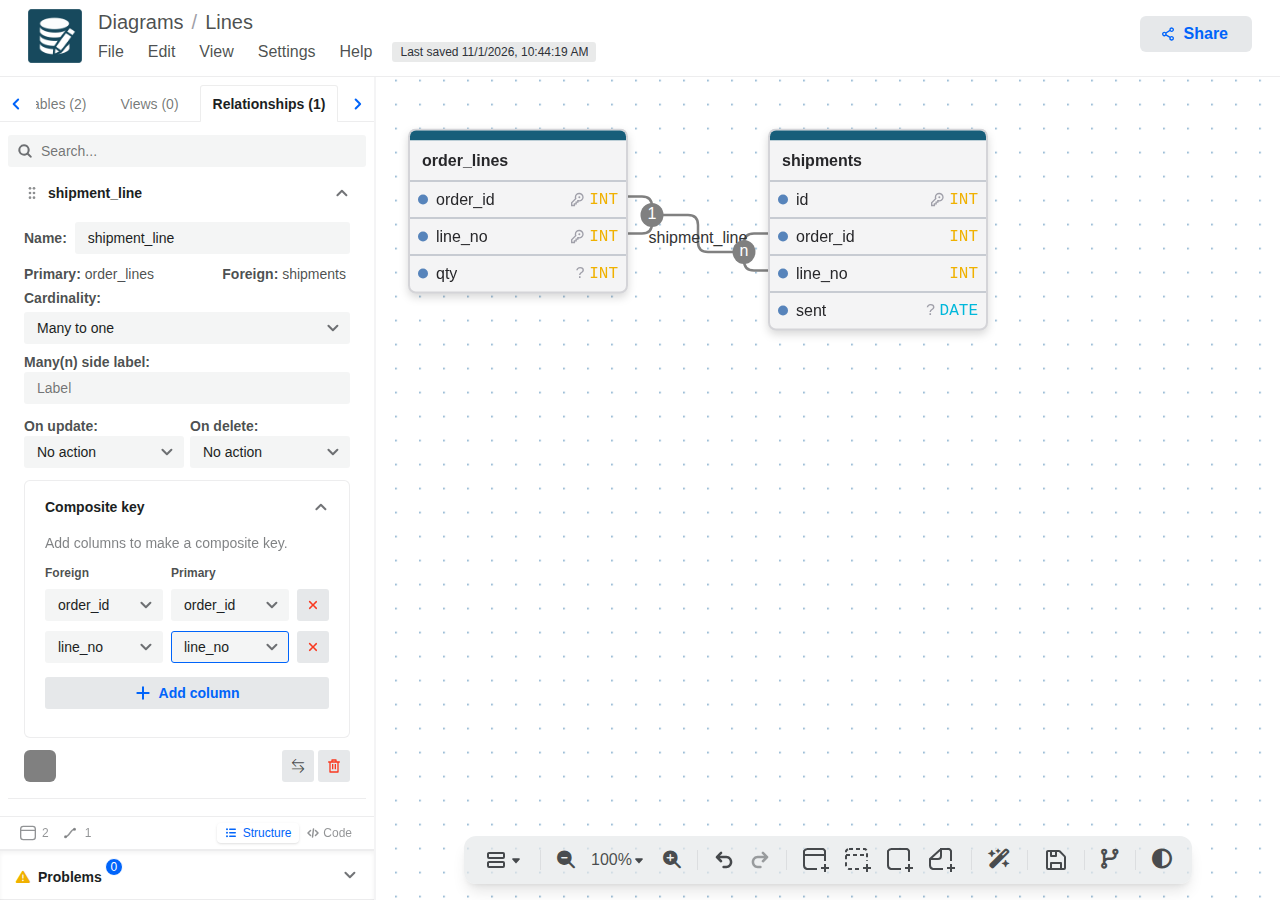 Diagrams / Lines
File Edit View Settings Help Last saved 11/1/2026, 10:44:19 AM
Share
ables (2) Views (0) Relationships (1)
Search...
shipment_line
Name: shipment_line
Primary: order_lines Foreign: shipments
Cardinality:
Many to one
Many(n) side label:
Label
On update: On delete:
No action No action
Composite key
Add columns to make a composite key.
Foreign Primary
order_id order_id
line_no line_no
Add column
2 1 Structure Code
Problems 0
order_lines
order_id INT
line_no INT
qty ? INT
1 shipment_line n
shipments
id INT
order_id INT
line_no INT
sent ? DATE
100%